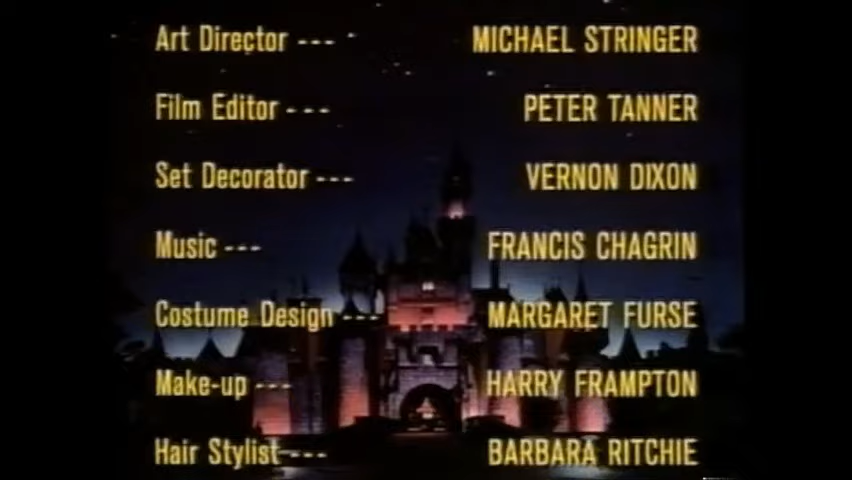 Art Director --- MICHAEL STRINGER
Film Editor --- PETER TANNER
Set Decorator --- VERNON DIXON
Music --- FRANCIS CHAGRIN
Costume Design --- MARGARET FURSE
Make-up --- HARRY FRAMPTON
Hair Stylist --- BARBARA RITCHIE